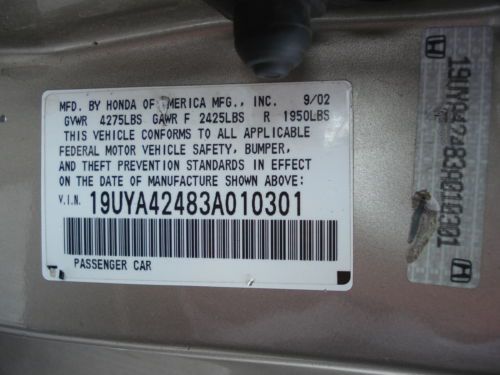 MFD. BY HONDA OF AMERICA MFG., INC. 9/02
GVWR 4275LBS GAWR F 2425LBS R 1950LBS
THIS VEHICLE CONFORMS TO ALL APPLICABLE
FEDERAL MOTOR VEHICLE SAFETY, BUMPER,
AND THEFT PREVENTION STANDARDS IN EFFECT
ON THE DATE OF MANUFACTURE SHOWN ABOVE:
V.I.N. 19UYA42483A010301
PASSENGER CAR
19UYA42483A010301